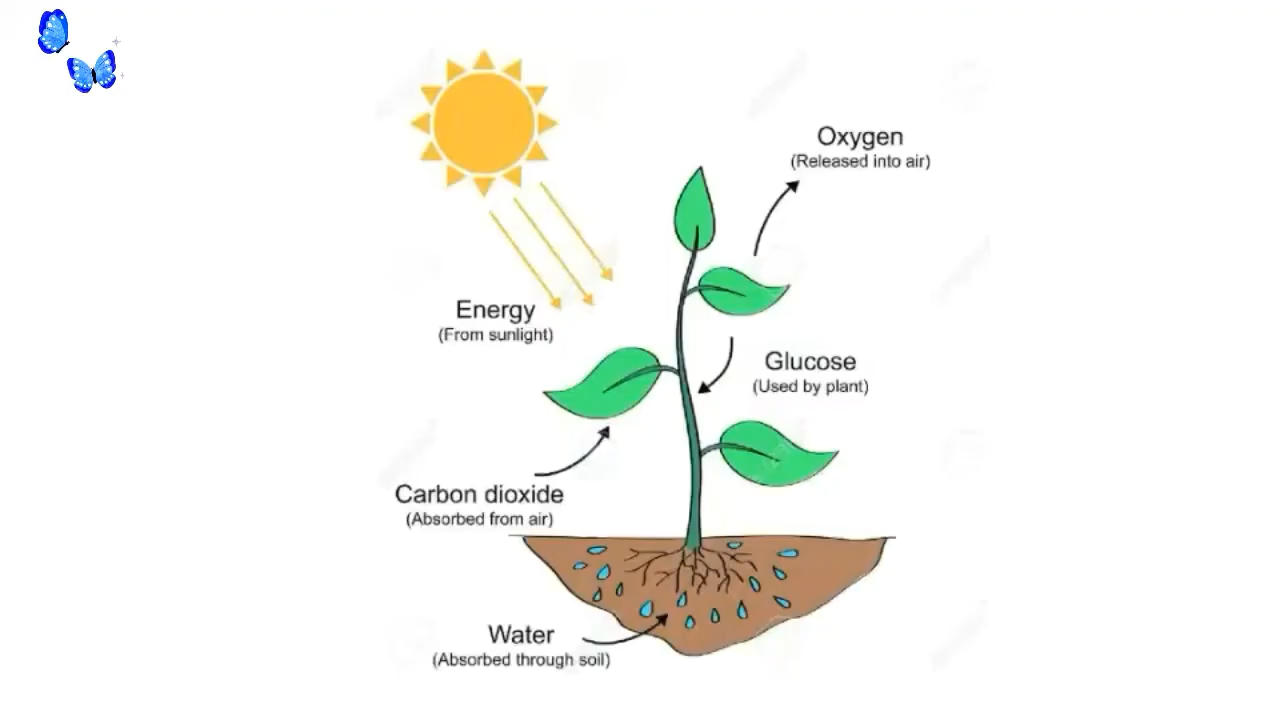 Oxygen
(Released into air)
Energy
(From sunlight)
Glucose
(Used by plant)
Carbon dioxide
(Absorbed from air)
Water
(Absorbed through soil)